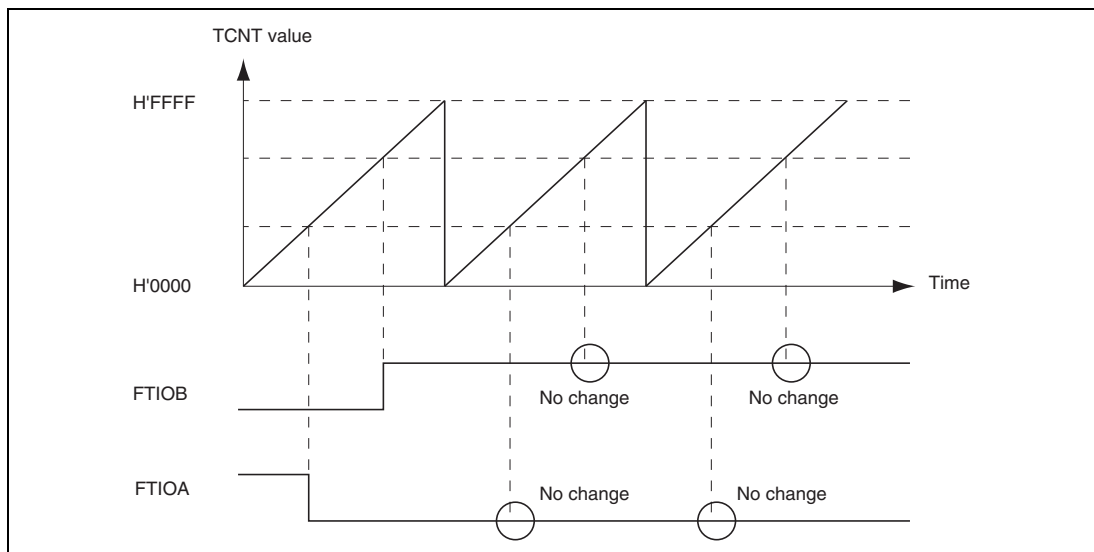 TCNT value
H'FFFF
H'0000
Time
FTIOB
No change
No change
FTIOA
No change
No change